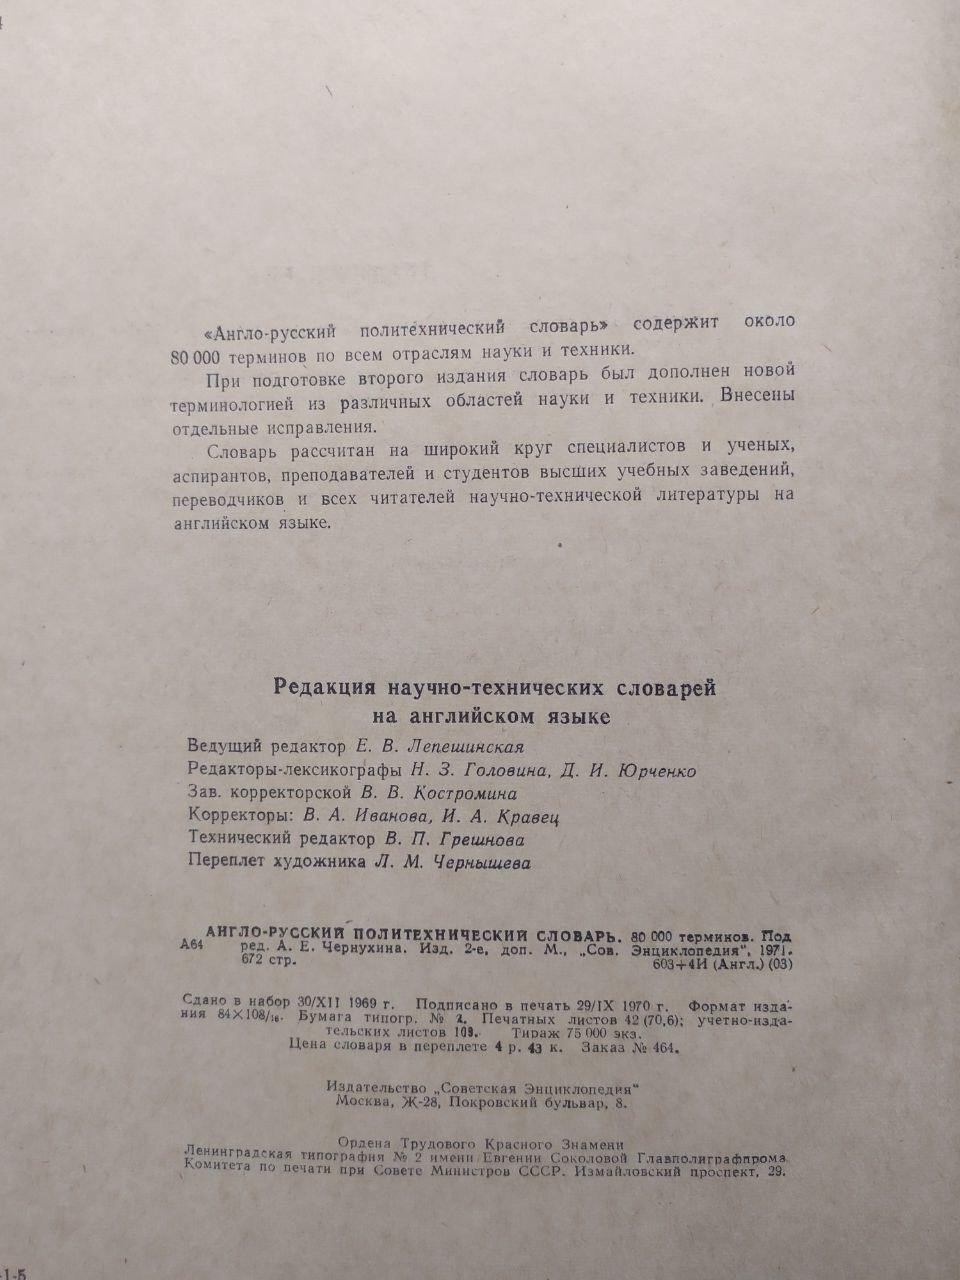 «Англо-русский политехнический словарь» содержит около
80 000 терминов по всем отраслям науки и техники.
При подготовке второго издания словарь был дополнен новой
терминологией из различных областей науки и техники. Внесены
отдельные исправления.
Словарь рассчитан на широкий круг специалистов и ученых,
аспирантов, преподавателей и студентов высших учебных заведений,
переводчиков и всех читателей научно-технической литературы на
английском языке.
Редакция научно-технических словарей
на английском языке
Ведущий редактор Е. В. Лепешинская
Редакторы-лексикографы Н. З. Головина, Д. И. Юрченко
Зав. корректорской В. В. Костромина
Корректоры: В. А. Иванова, И. А. Кравец
Технический редактор В. П. Грешнова
Переплет художника Л. М. Чернышева
АНГЛО-РУССКИЙ ПОЛИТЕХНИЧЕСКИЙ СЛОВАРЬ. 80 000 терминов. Под
А64 ред. А. Е. Чернухина. Изд. 2-е, доп. М., „Сов. Энциклопедия“, 1971.
672 стр. 603+4И (Англ.) (03)
Сдано в набор 30/XII 1969 г. Подписано в печать 29/IX 1970 г. Формат изда-
ния 84×108/16. Бумага типогр. № 2. Печатных листов 42 (70,6); учетно-изда-
тельских листов 109. Тираж 75 000 экз.
Цена словаря в переплете 4 р. 43 к. Заказ № 464.
Издательство „Советская Энциклопедия“
Москва, Ж-28, Покровский бульвар, 8.
Ордена Трудового Красного Знамени
Ленинградская типография № 2 имени Евгении Соколовой Главполиграфпрома
Комитета по печати при Совете Министров СССР. Измайловский проспект, 29.
-1-5